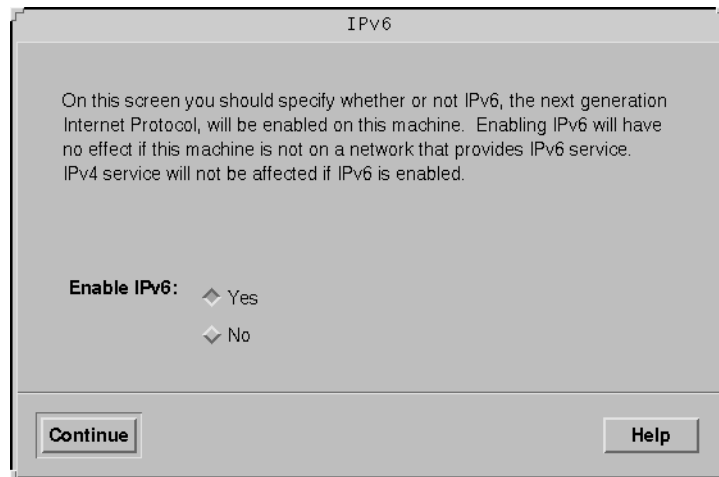 IPv6
On this screen you should specify whether or not IPv6, the next generation
Internet Protocol, will be enabled on this machine.  Enabling IPv6 will have
no effect if this machine is not on a network that provides IPv6 service.
IPv4 service will not be affected if IPv6 is enabled.
Enable IPv6:
Yes
No
Continue
Help